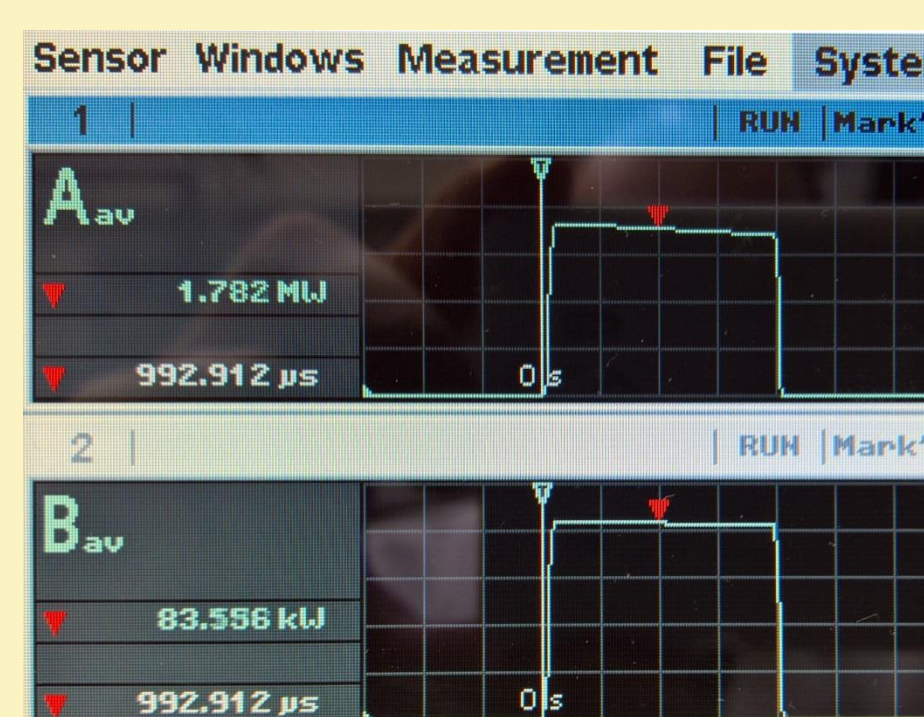 Sensor Windows Measurement File Syste
1 RUN Mark
T
A av
1.782 MW
992.912 µs
0 s
2 RUN Mark
T
B av
83.556 kW
992.912 µs
0 s